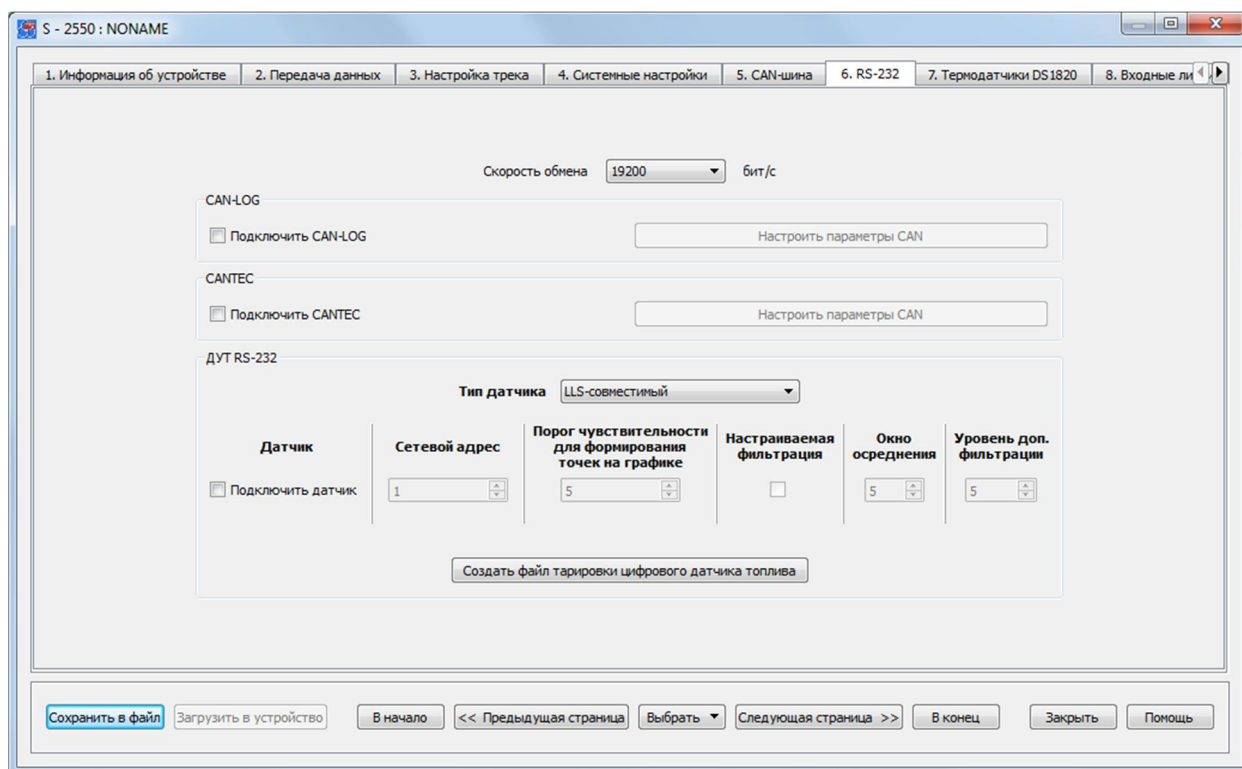 S - 2550 : NONAME
1. Информация об устройстве 2. Передача данных 3. Настройка трека 4. Системные настройки 5. CAN-шина 6. RS-232 7. Термодатчики DS1820 8. Входные ли
Скорость обмена 19200 бит/с
CAN-LOG
Подключить CAN-LOG Настроить параметры CAN
CANTEC
Подключить CANTEC Настроить параметры CAN
ДУТ RS-232
Тип датчика LLS-совместимый
Датчик
Сетевой адрес
Порог чувствительности
для формирования
точек на графике
Настраиваемая
фильтрация
Окно
осреднения
Уровень доп.
фильтрации
Подключить датчик 1 5 5 5
Создать файл тарировки цифрового датчика топлива
Сохранить в файл Загрузить в устройство В начало << Предыдущая страница Выбрать Следующая страница >> В конец Закрыть Помощь